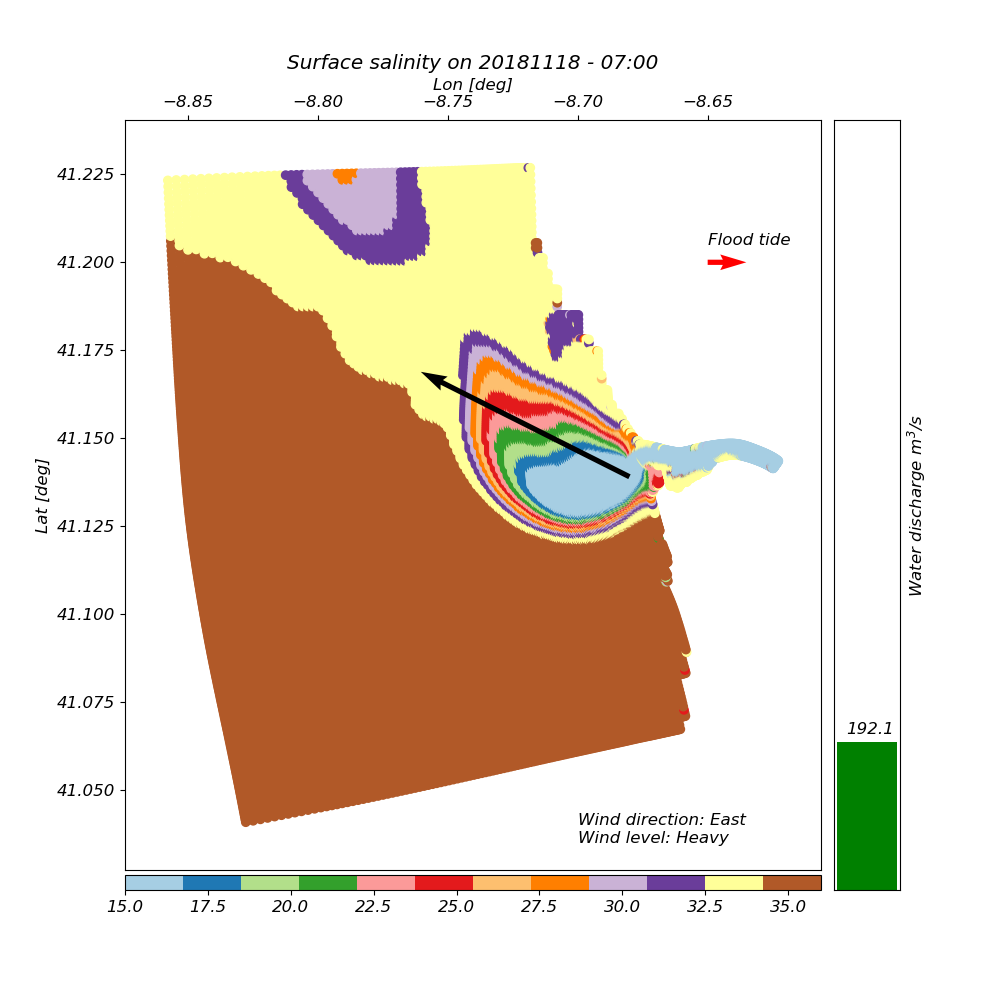 Surface salinity on 20181118 - 07:00
Lon [deg]
−8.85 −8.80 −8.75 −8.70 −8.65
41.225
41.200
41.175
41.150
41.125
41.100
41.075
41.050
Lat [deg]
Flood tide
Wind direction: East
Wind level: Heavy
192.1
Water discharge m³/s
15.0 17.5 20.0 22.5 25.0 27.5 30.0 32.5 35.0